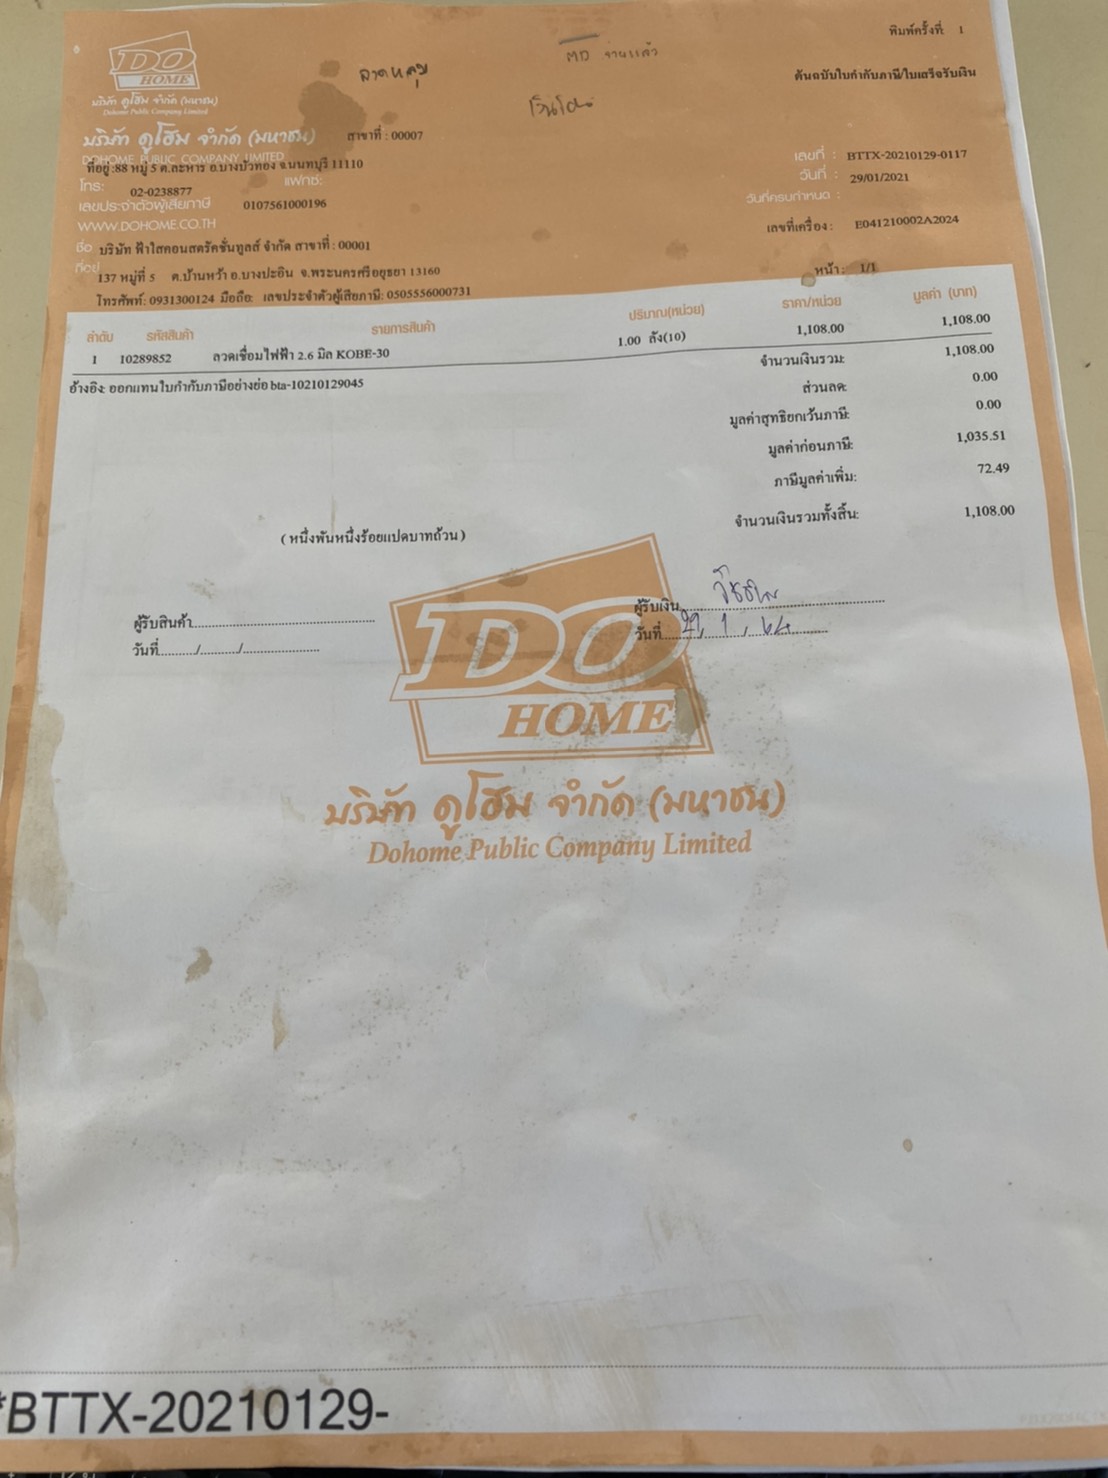 พิมพ์ครั้งที่ 1
MD จ่ายแล้ว
ลาดหลุม
DO
HOME
บริษัท ดูโฮม จำกัด (มหาชน)
Dohome Public Company Limited
ต้นฉบับใบกำกับภาษี/ใบเสร็จรับเงิน
บริษัท ดูโฮม จำกัด (มหาชน) สาขาที่ : 00007
DOHOME PUBLIC COMPANY LIMITED
ที่อยู่ :88 หมู่ 5 ต.ละหาร อ.บางบัวทอง จ.นนทบุรี 11110
เลขที่ : BTTX-20210129-0117
โทร: 02-0238877 แฟกซ์:
วันที่ : 29/01/2021
เลขประจำตัวผู้เสียภาษี 0107561000196
วันที่ครบกำหนด :
WWW.DOHOME.CO.TH
เลขที่เครื่อง : E041210002A2024
ชื่อ บริษัท ฟ้าใสคอนสตรัคชั่นทูลส์ จำกัด สาขาที่ : 00001
ที่อยู่ 137 หมู่ที่ 5 ต.บ้านหว้า อ.บางปะอิน จ.พระนครศรีอยุธยา 13160
หน้า : 1/1
โทรศัพท์: 0931300124 มือถือ: เลขประจำตัวผู้เสียภาษี: 0505556000731
ลำดับ รหัสสินค้า รายการสินค้า ปริมาณ(หน่วย) ราคา/หน่วย มูลค่า (บาท)
1 10289852 ลวดเชื่อมไฟฟ้า 2.6 มิล KOBE-30 1.00 ลัง(10) 1,108.00 1,108.00
อ้างอิง: ออกแทนใบกำกับภาษีอย่างย่อ bta-10210129045
จำนวนเงินรวม: 1,108.00
ส่วนลด: 0.00
มูลค่าสุทธิยกเว้นภาษี: 0.00
มูลค่าก่อนภาษี: 1,035.51
ภาษีมูลค่าเพิ่ม: 72.49
จำนวนเงินรวมทั้งสิ้น: 1,108.00
(หนึ่งพันหนึ่งร้อยแปดบาทถ้วน)
ผู้รับสินค้า
ผู้รับเงิน
วันที่ / /
วันที่ 29, 1, 64
DO
HOME
บริษัท ดูโฮม จำกัด (มหาชน)
Dohome Public Company Limited
*BTTX-20210129-